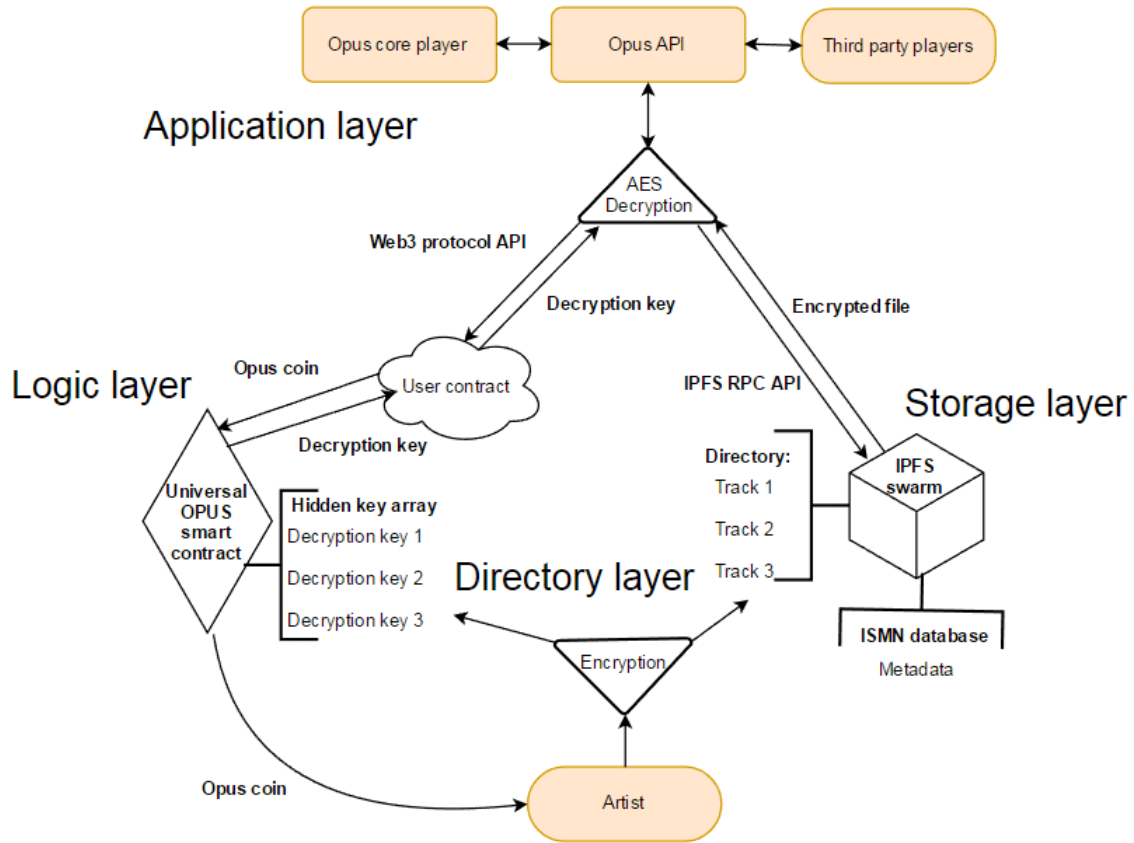 Opus core player
Opus API
Third party players
Application layer
AES
Decryption
Web3 protocol API
Decryption key
Encrypted file
Opus coin
User contract
IPFS RPC API
Logic layer
Storage layer
Decryption key
Directory:
IPFS
swarm
Universal
OPUS
smart
contract
Track 1
Hidden key array
Decryption key 1
Track 2
Decryption key 2
Directory layer
Track 3
Decryption key 3
ISMN database
Encryption
Metadata
Opus coin
Artist